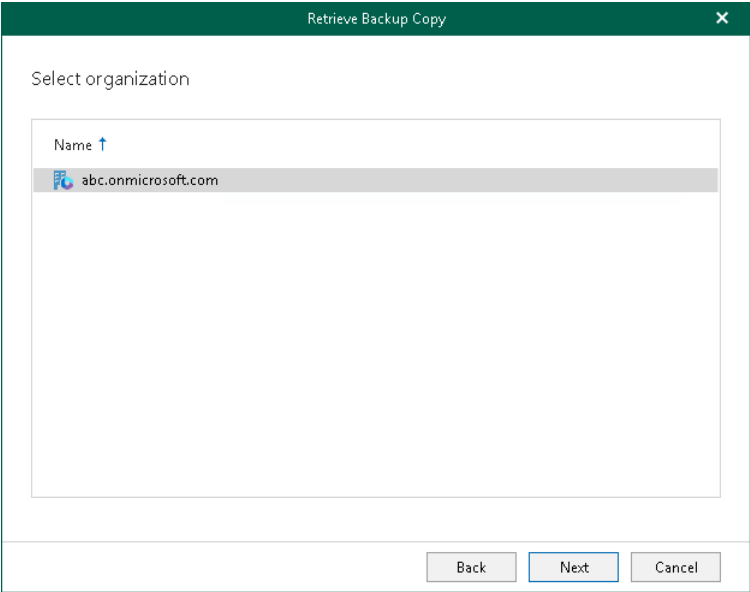 Retrieve Backup Copy
Select organization
Name ↑
abc.onmicrosoft.com
Back Next Cancel